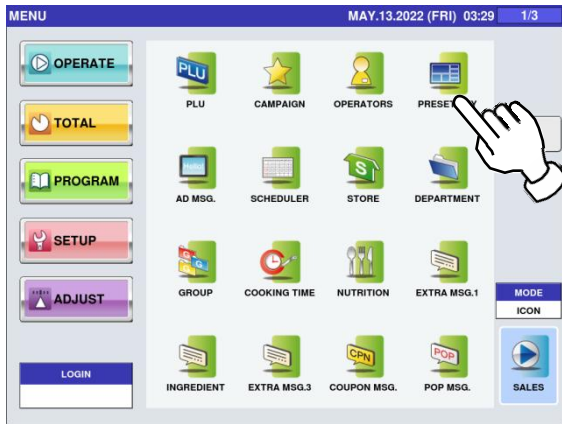 MENU MAY.13.2022 (FRI) 03:29 1/3
OPERATE
TOTAL
PROGRAM
SETUP
ADJUST
LOGIN
PLU
PLU CAMPAIGN OPERATORS PRESET
AD MSG. SCHEDULER STORE DEPARTMENT
S
G
G
GROUP COOKING TIME NUTRITION EXTRA MSG.1
CPN POP
INGREDIENT EXTRA MSG.3 COUPON MSG. POP MSG.
MODE
ICON
SALES